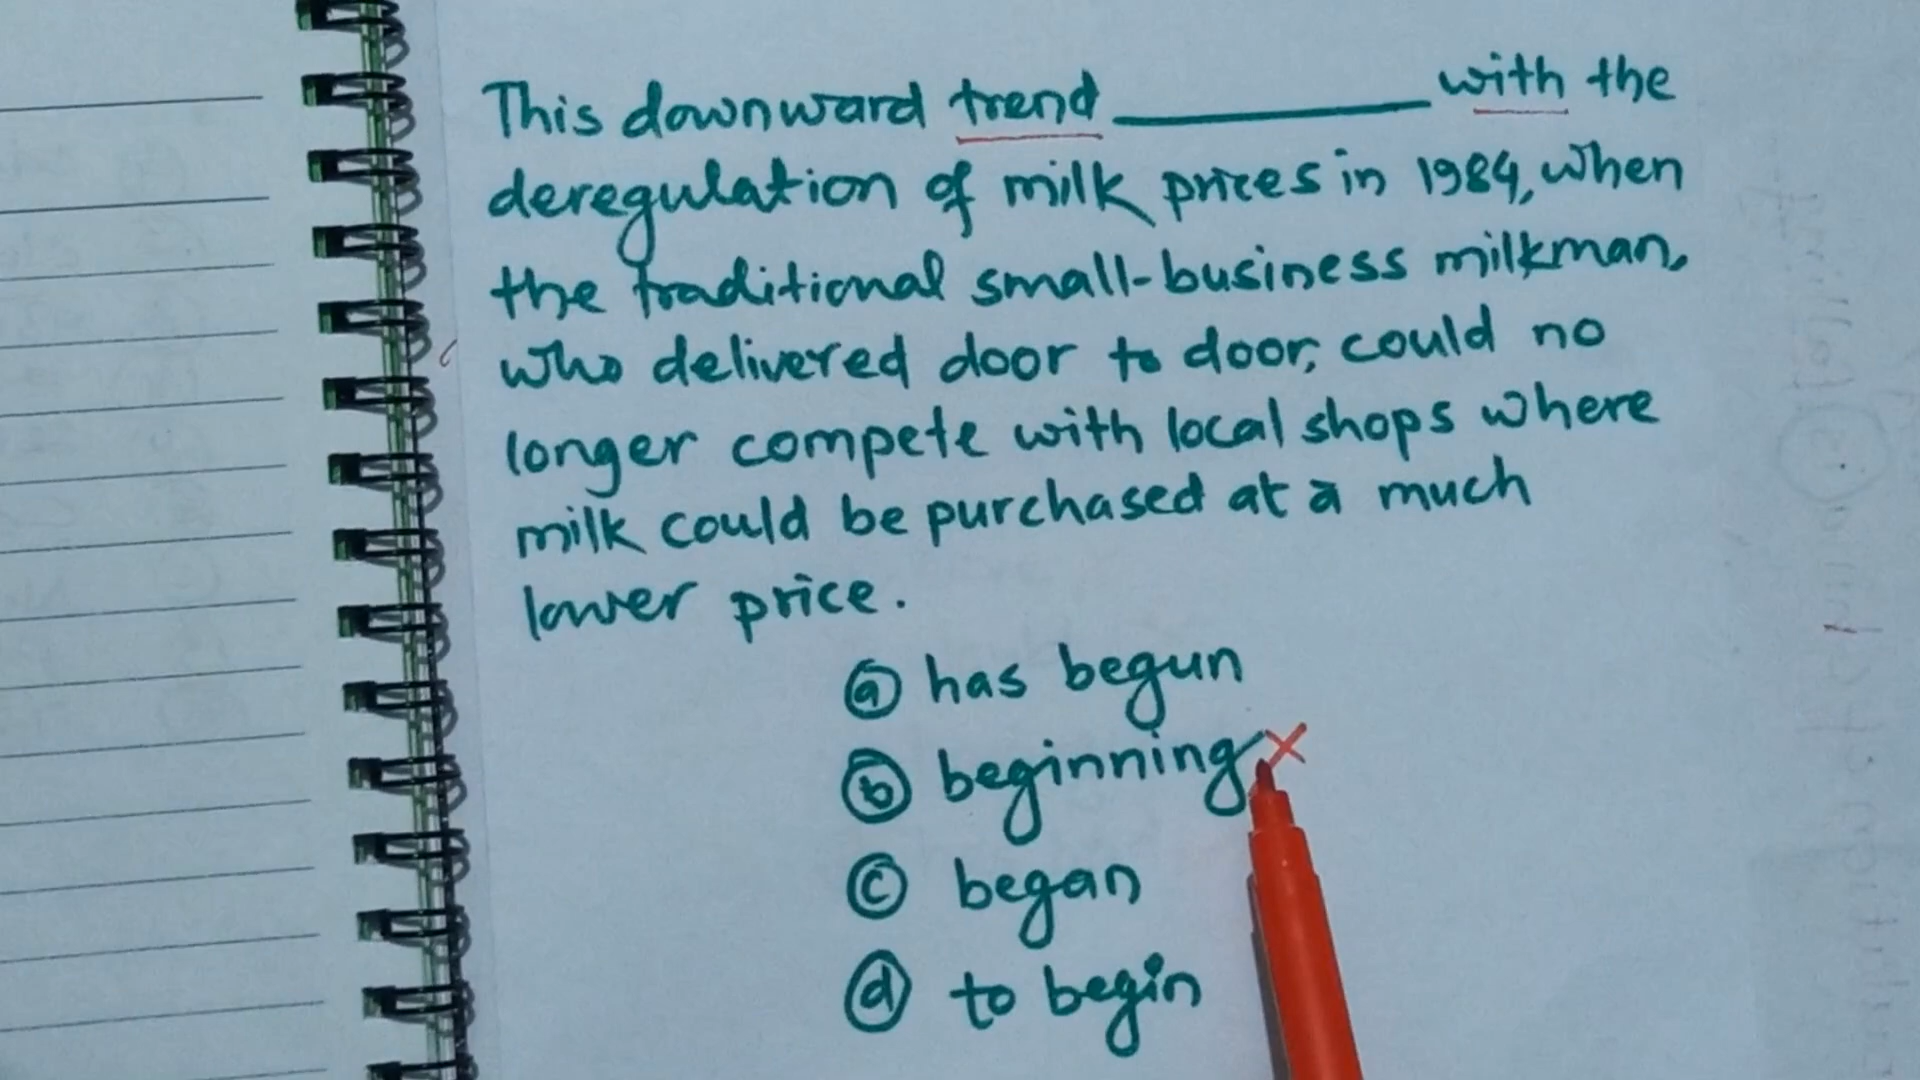 This downward trend __________ with the
deregulation of milk prices in 1984, when
the traditional small-business milkman,
who delivered door to door, could no
longer compete with local shops where
milk could be purchased at a much
lower price.
ⓐ has begun
ⓑ beginning ×
ⓒ began
ⓓ to begin